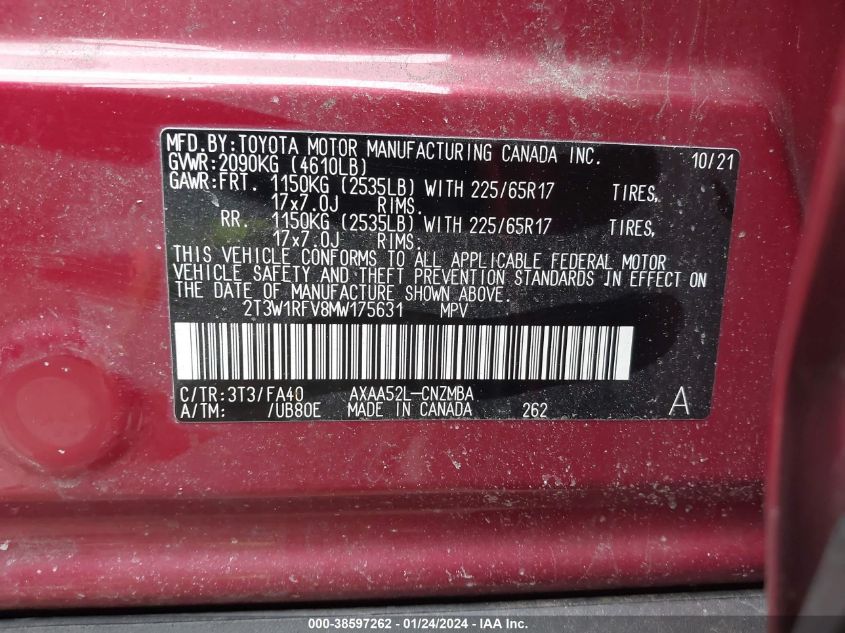 MFD.BY:TOYOTA MOTOR MANUFACTURING CANADA INC. 10/21
GVWR:2090KG (4610LB)
GAWR:FRT. 1150KG (2535LB) WITH 225/65R17 TIRES,
17x7.0J RIMS.
RR. 1150KG (2535LB) WITH 225/65R17 TIRES,
17x7.0J RIMS.
THIS VEHICLE CONFORMS TO ALL APPLICABLE FEDERAL MOTOR
VEHICLE SAFETY AND THEFT PREVENTION STANDARDS IN EFFECT ON
THE DATE OF MANUFACTURE SHOWN ABOVE.
2T3W1RFV8MW175631 MPV
C/TR:3T3/FA40 AXAA52L-CNZMBA
A/TM: /UB80E MADE IN CANADA 262 A
000-38597262 - 01/24/2024 - IAA Inc.